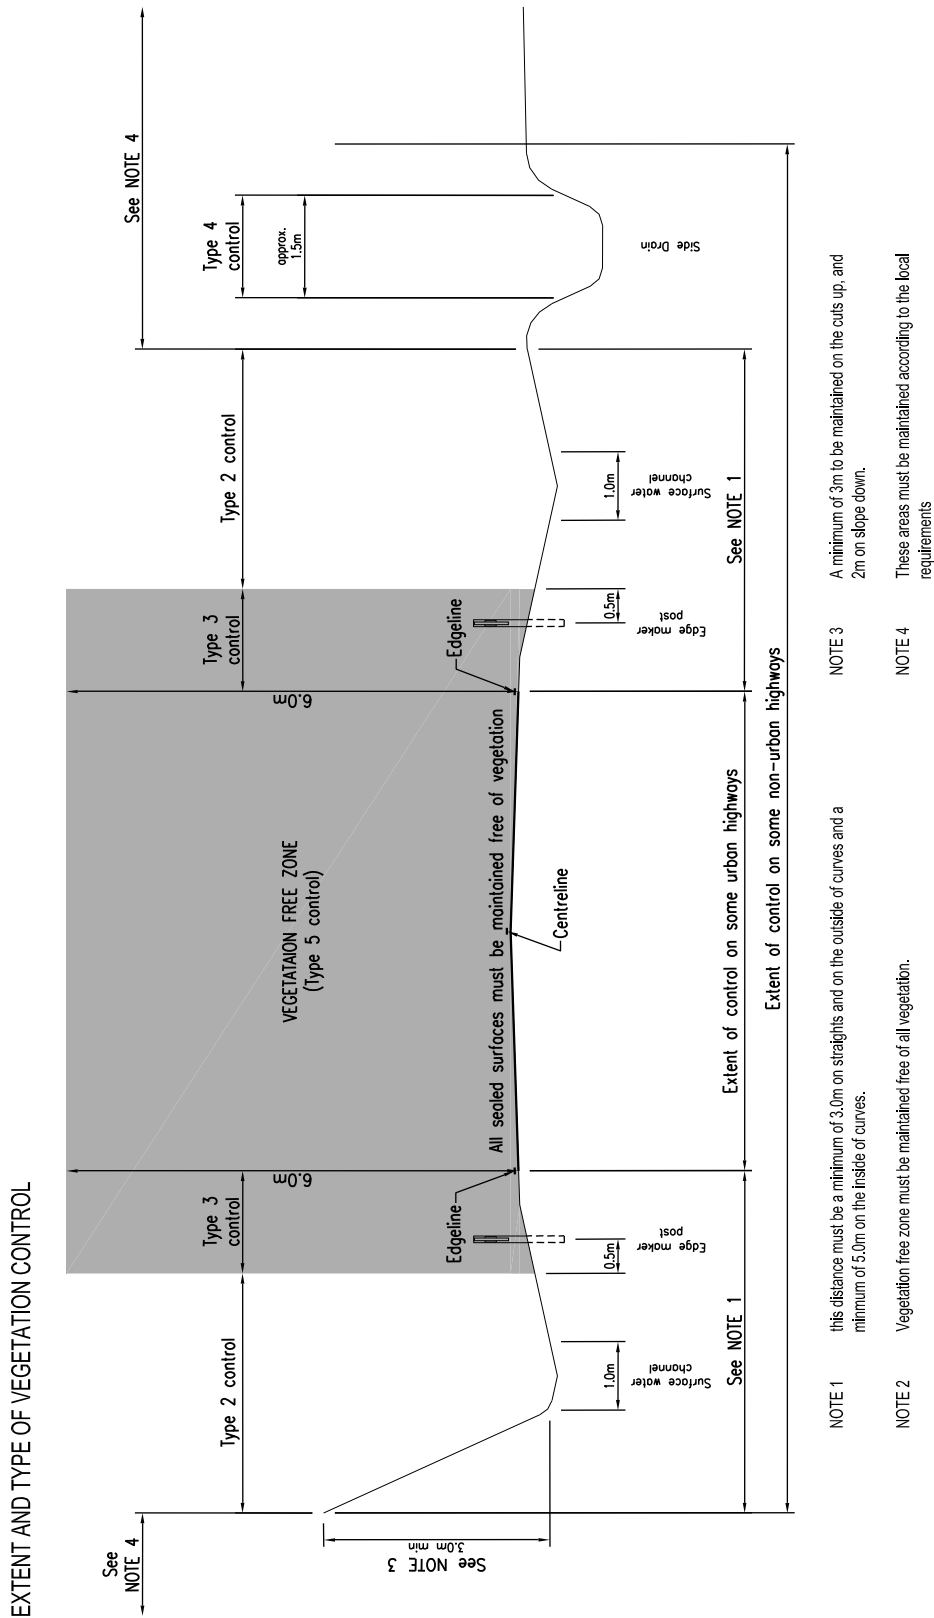 EXTENT AND TYPE OF VEGETATION CONTROL
See
NOTE 4
See NOTE 4
Type 2 control
Type 3
control
Type 3
control
Type 2 control
Type 4
control
approx.
1.5m
6.0m
6.0m
VEGETATAION FREE ZONE
(Type 5 control)
Edgeline
All sealed surfaces must be maintained free of vegetation
Edgeline
Centreline
See NOTE 3
3.0m min
1.0m
Surface water
channel
0.5m
Edge maker
post
0.5m
Edge maker
post
1.0m
Surface water
channel
Side Drain
See NOTE 1
Extent of control on some urban highways
See NOTE 1
Extent of control on some non-urban highways
NOTE 1
this distance must be a minimum of 3.0m on straights and on the outside of curves and a
minmum of 5.0m on the inside of curves.
NOTE 2
Vegetation free zone must be maintained free of all vegetation.
NOTE 3
A minimum of 3m to be maintained on the cuts up, and
2m on slope down.
NOTE 4
These areas must be maintained according to the local
requirements